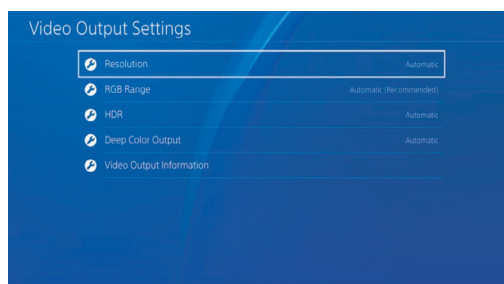 Video Output Settings
Resolution Automatic
RGB Range Automatic (Recommended)
HDR Automatic
Deep Color Output Automatic
Video Output Information